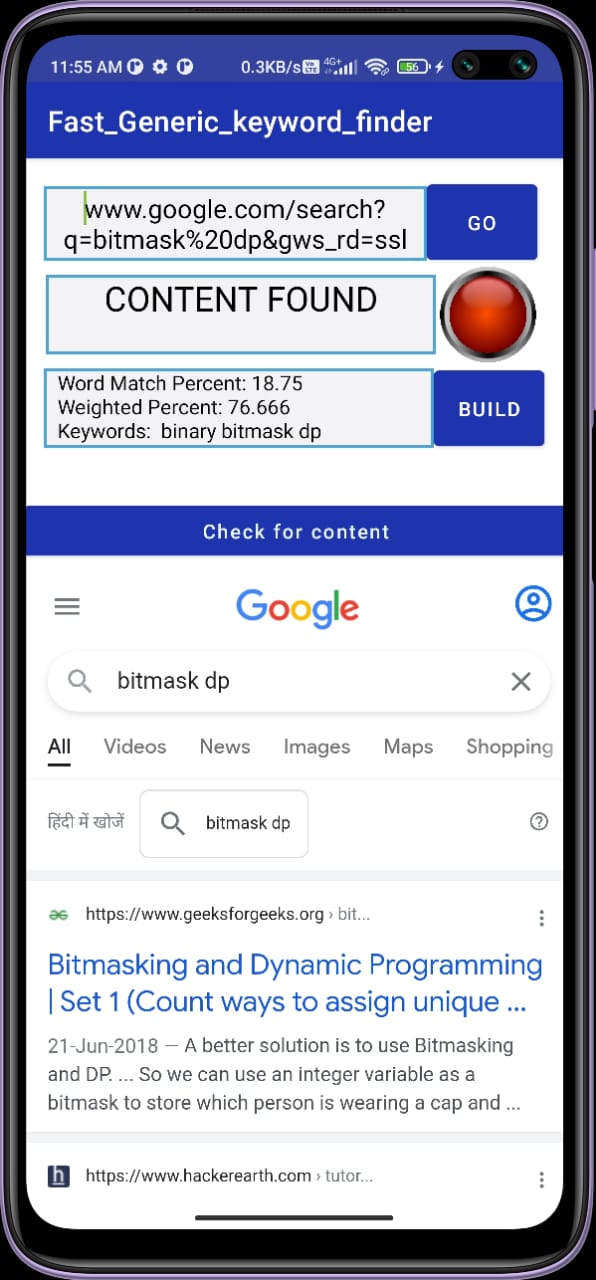 11:55 AM 0.3KB/s 4G+ 56
Fast_Generic_keyword_finder
www.google.com/search?
q=bitmask%20dp&gws_rd=ssl
GO
CONTENT FOUND
Word Match Percent: 18.75
Weighted Percent: 76.666
Keywords:  binary bitmask dp
BUILD
Check for content
Google
bitmask dp
All Videos News Images Maps Shopping
हिंदी में खोजें bitmask dp
https://www.geeksforgeeks.org › bit...
Bitmasking and Dynamic Programming
| Set 1 (Count ways to assign unique ...
21-Jun-2018 — A better solution is to use Bitmasking
and DP. ... So we can use an integer variable as a
bitmask to store which person is wearing a cap and ...
h https://www.hackerearth.com › tutor...